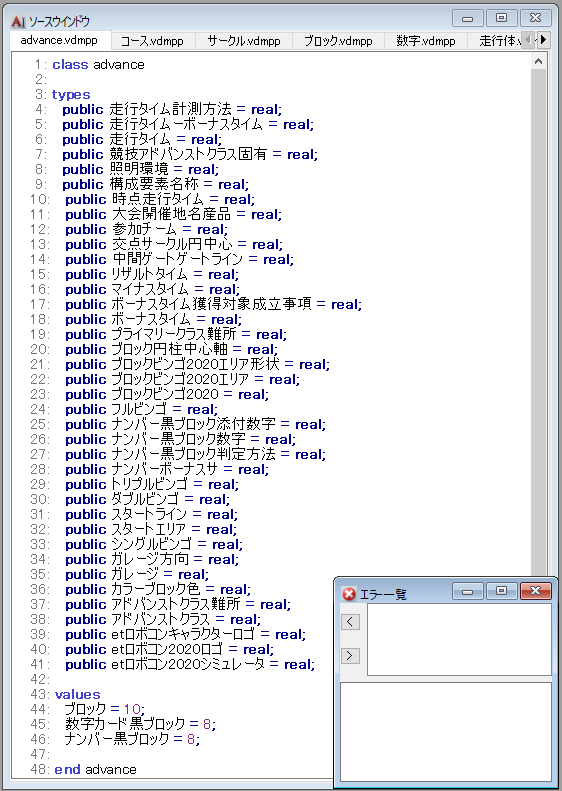 ソースウインドウ
advance.vdmpp コース.vdmpp サークル.vdmpp ブロック.vdmpp 数字.vdmpp 走行体.v
1: class advance
2:
3: types
4: public 走行タイム計測方法 = real;
5: public 走行タイムーボーナスタイム = real;
6: public 走行タイム = real;
7: public 競技アドバンストクラス固有 = real;
8: public 照明環境 = real;
9: public 構成要素名称 = real;
10: public 時点走行タイム = real;
11: public 大会開催地名産品 = real;
12: public 参加チーム = real;
13: public 交点サークル円中心 = real;
14: public 中間ゲートゲートライン = real;
15: public リザルトタイム = real;
16: public マイナスタイム = real;
17: public ボーナスタイム獲得対象成立事項 = real;
18: public ボーナスタイム = real;
19: public プライマリークラス難所 = real;
20: public ブロック円柱中心軸 = real;
21: public ブロックビンゴ2020エリア形状 = real;
22: public ブロックビンゴ2020エリア = real;
23: public ブロックビンゴ2020 = real;
24: public フルビンゴ = real;
25: public ナンバー黒ブロック添付数字 = real;
26: public ナンバー黒ブロック数字 = real;
27: public ナンバー黒ブロック判定方法 = real;
28: public ナンバーボーナスサ = real;
29: public トリプルビンゴ = real;
30: public ダブルビンゴ = real;
31: public スタートライン = real;
32: public スタートエリア = real;
33: public シングルビンゴ = real;
34: public ガレージ方向 = real;
35: public ガレージ = real;
36: public カラーブロック色 = real;
37: public アドバンストクラス難所 = real;
38: public アドバンストクラス = real;
39: public etロボコンキャラクターロゴ = real;
40: public etロボコン2020ロゴ = real;
41: public etロボコン2020シミュレータ = real;
42:
43: values
44: ブロック = 10;
45: 数字カード黒ブロック = 8;
46: ナンバー黒ブロック = 8;
47:
48: end advance
エラー一覧
<
>